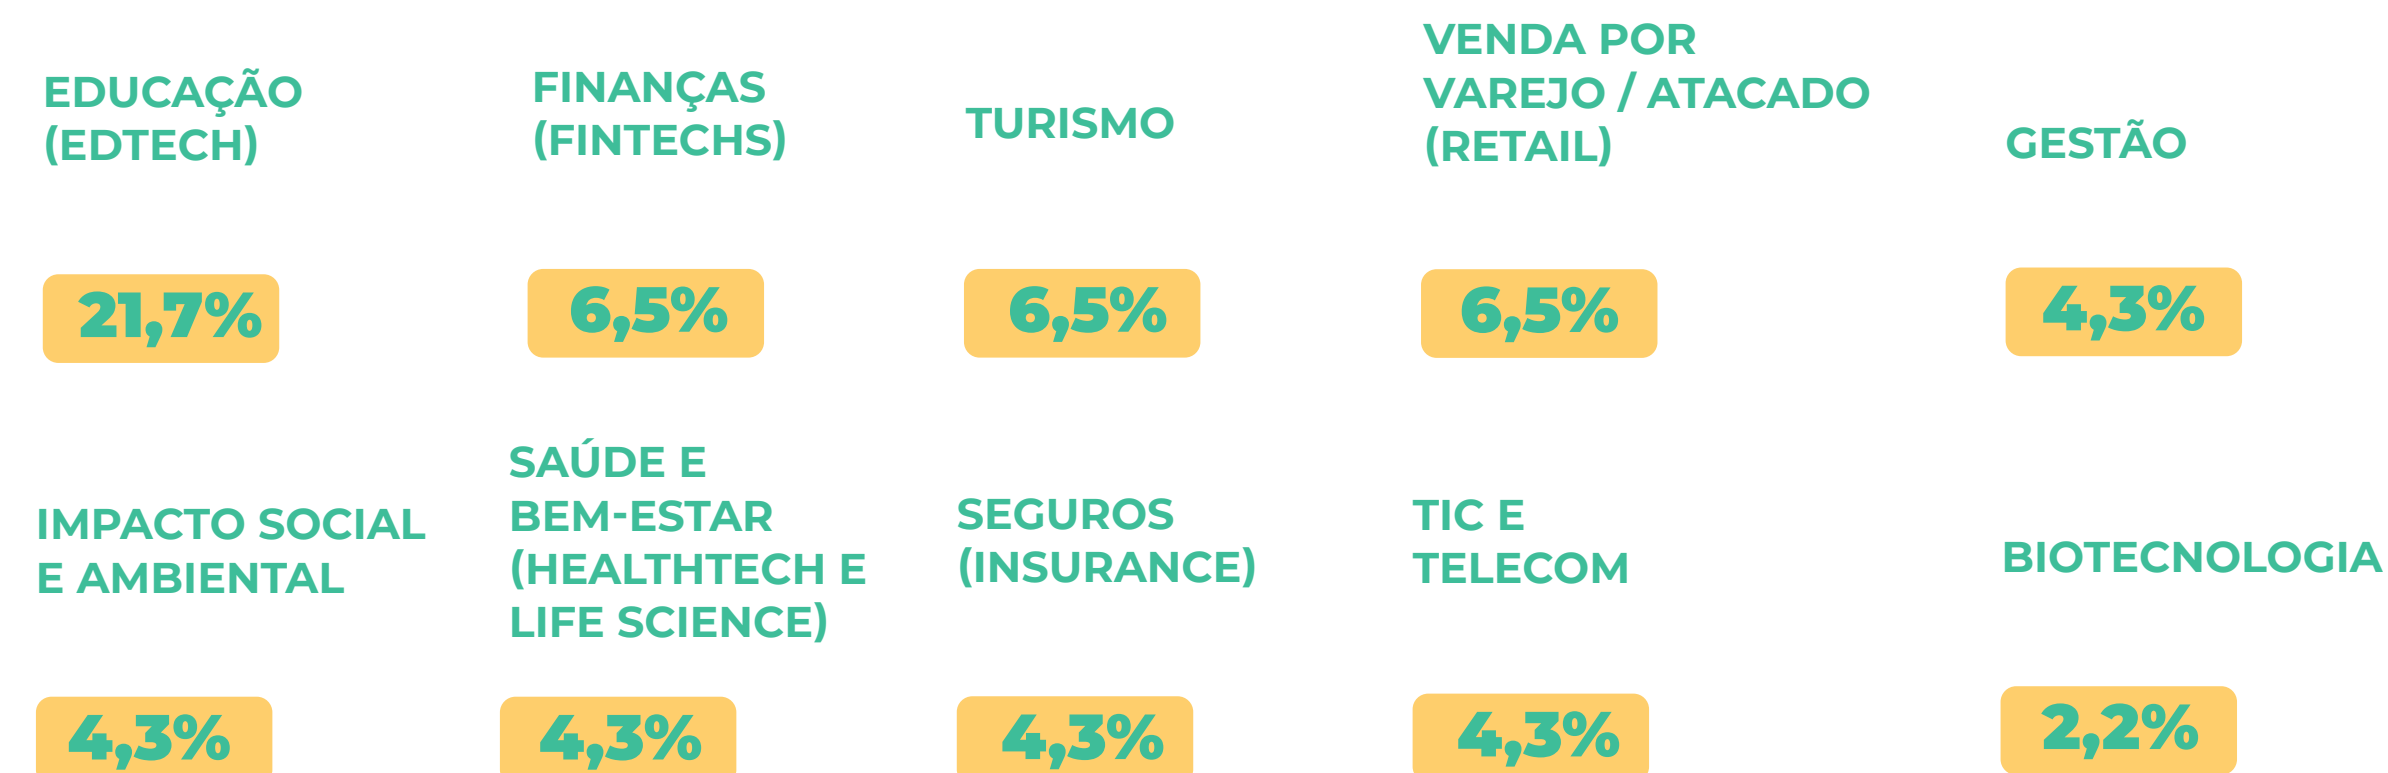 EDUCAÇÃO
(EDTECH)
21,7%
FINANÇAS
(FINTECHS)
6,5%
TURISMO
6,5%
VENDA POR
VAREJO / ATACADO
(RETAIL)
6,5%
GESTÃO
4,3%
IMPACTO SOCIAL
E AMBIENTAL
4,3%
SAÚDE E
BEM-ESTAR
(HEALTHTECH E
LIFE SCIENCE)
4,3%
SEGUROS
(INSURANCE)
4,3%
TIC E
TELECOM
4,3%
BIOTECNOLOGIA
2,2%